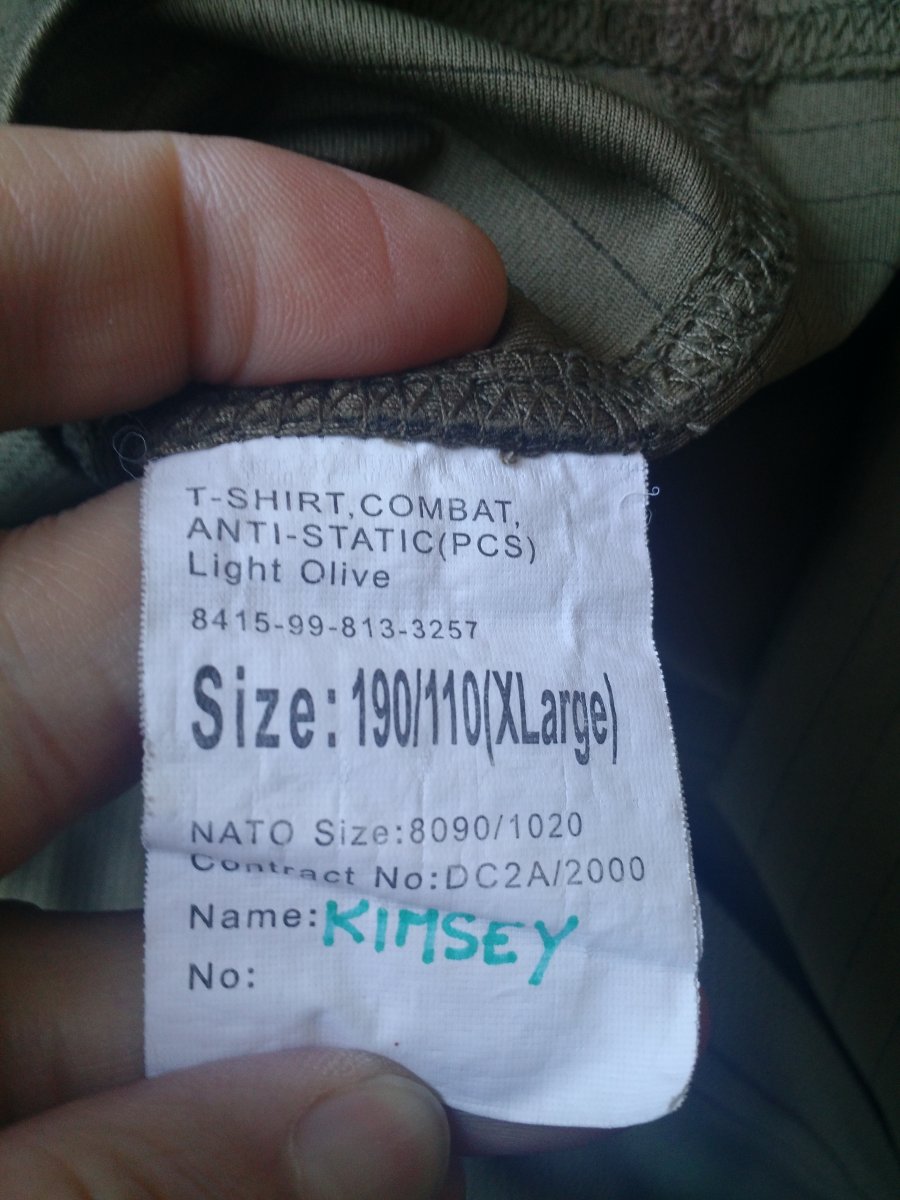 T-SHIRT,COMBAT,
ANTI-STATIC(PCS)
Light Olive
8415-99-813-3257
Size:190/110(XLarge)
NATO Size:8090/1020
Contract No:DC2A/2000
Name:KIMSEY
No: